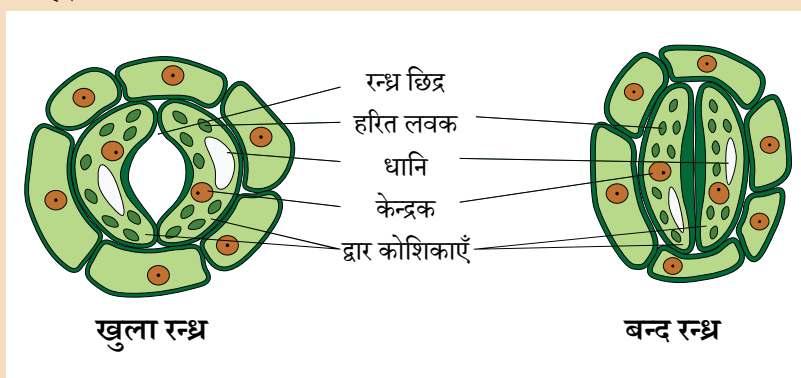 रन्ध्र छिद्र
हरित लवक
धानि
केन्द्रक
द्वार कोशिकाएँ
खुला रन्ध्र
बन्द रन्ध्र